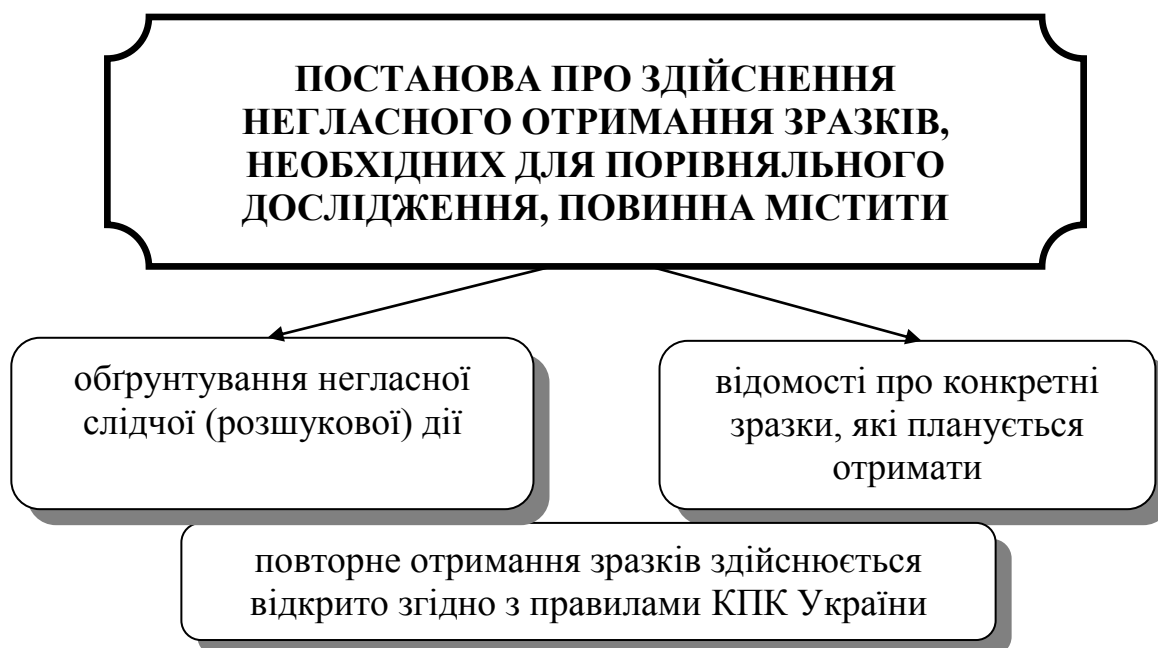 ПОСТАНОВА ПРО ЗДІЙСНЕННЯ
НЕГЛАСНОГО ОТРИМАННЯ ЗРАЗКІВ,
НЕОБХІДНИХ ДЛЯ ПОРІВНЯЛЬНОГО
ДОСЛІДЖЕННЯ, ПОВИННА МІСТИТИ
обґрунтування негласної
слідчої (розшукової) дії
відомості про конкретні
зразки, які планується
отримати
повторне отримання зразків здійснюється
відкрито згідно з правилами КПК України